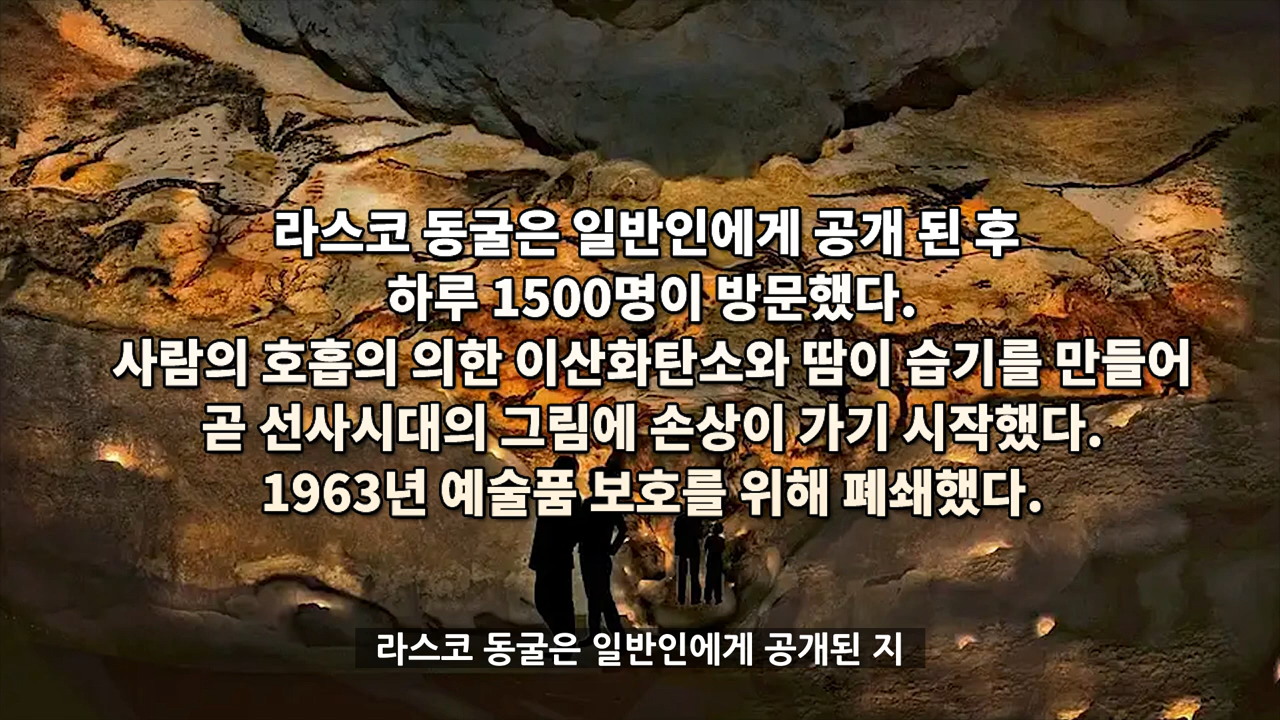 라스코 동굴은 일반인에게 공개 된 후
하루 1500명이 방문했다.
사람의 호흡의 의한 이산화탄소와 땀이 습기를 만들어
곧 선사시대의 그림에 손상이 가기 시작했다.
1963년 예술품 보호를 위해 폐쇄했다.
라스코 동굴은 일반인에게 공개된 지